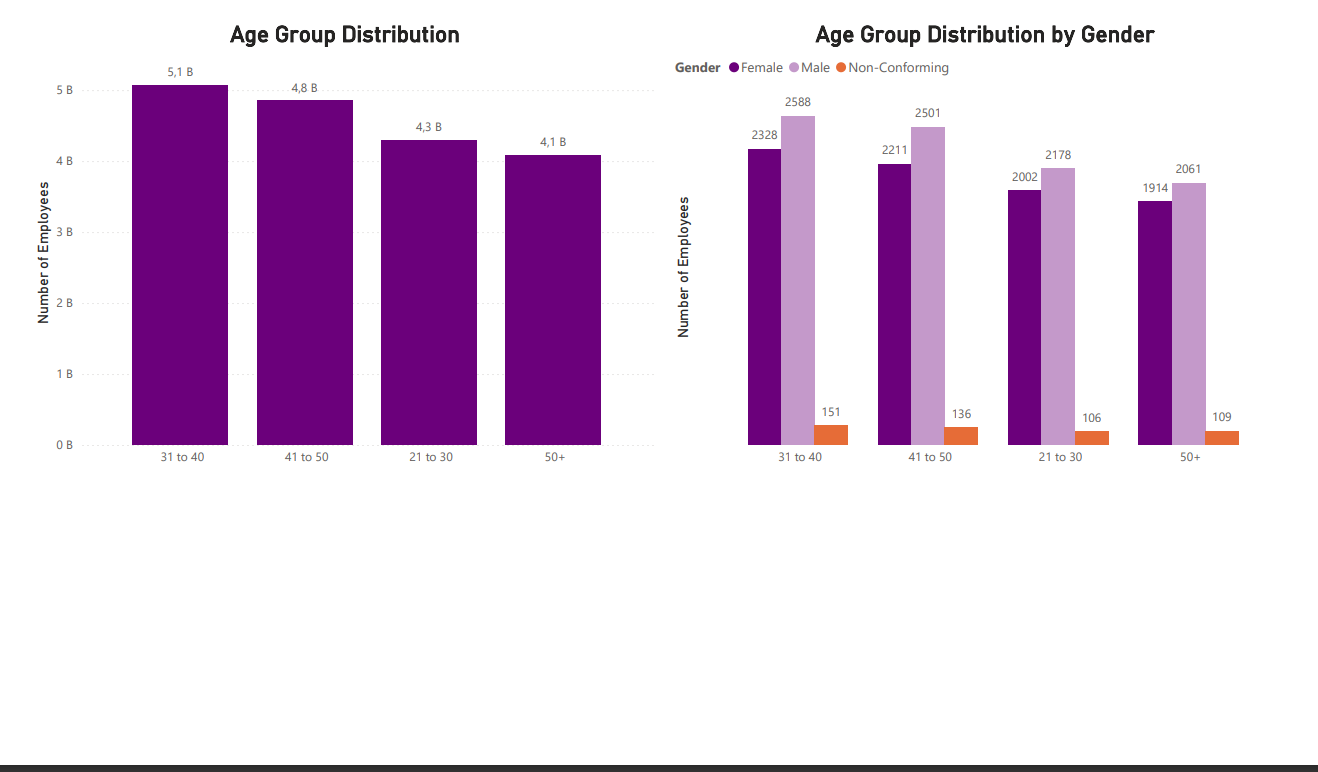 Age Group Distribution
Number of Employees
5 B
4 B
3 B
2 B
1 B
0 B
5,1 B
4,8 B
4,3 B
4,1 B
31 to 40
41 to 50
21 to 30
50+
Age Group Distribution by Gender
Gender Female Male Non-Conforming
Number of Employees
2328
2588
151
2211
2501
136
2002
2178
106
1914
2061
109
31 to 40
41 to 50
21 to 30
50+